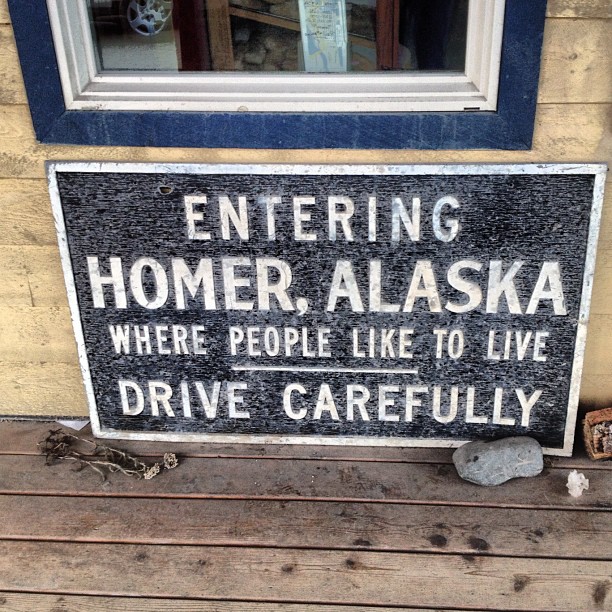 ENTERING
HOMER, ALASKA
WHERE PEOPLE LIKE TO LIVE
DRIVE CAREFULLY